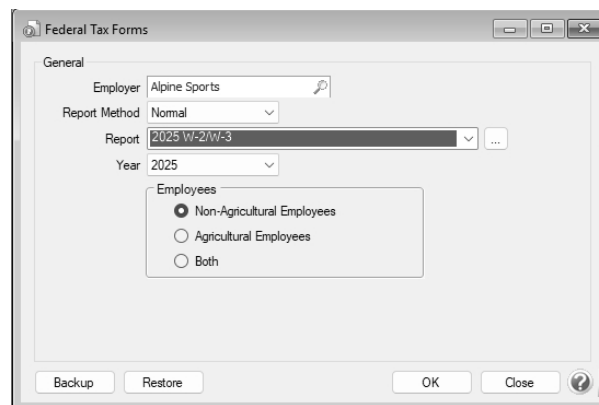 Federal Tax Forms
General
Employer Alpine Sports
Report Method Normal
Report 2025 W-2/W-3 ...
Year 2025
Employees
Non-Agricultural Employees
Agricultural Employees
Both
Backup Restore OK Close ?